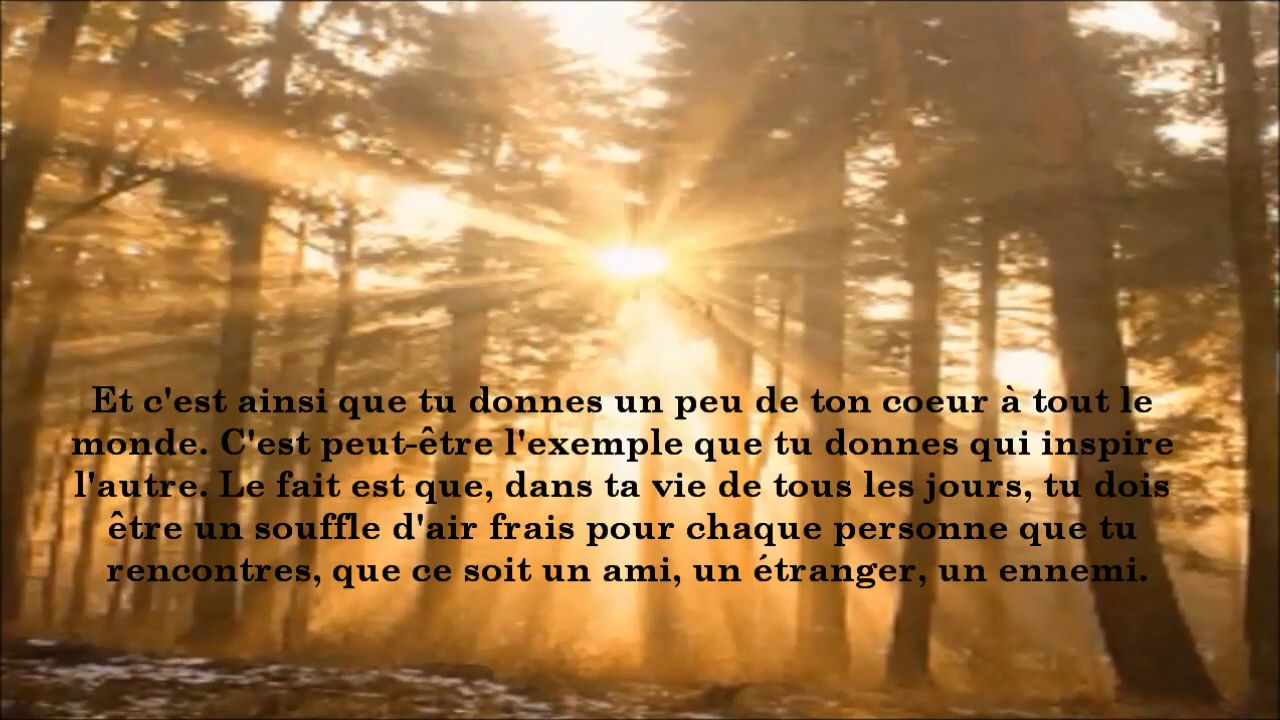 Et c'est ainsi que tu donnes un peu de ton coeur à tout le
monde. C'est peut-être l'exemple que tu donnes qui inspire
l'autre. Le fait est que, dans ta vie de tous les jours, tu dois
être un souffle d'air frais pour chaque personne que tu
rencontres, que ce soit un ami, un étranger, un ennemi.